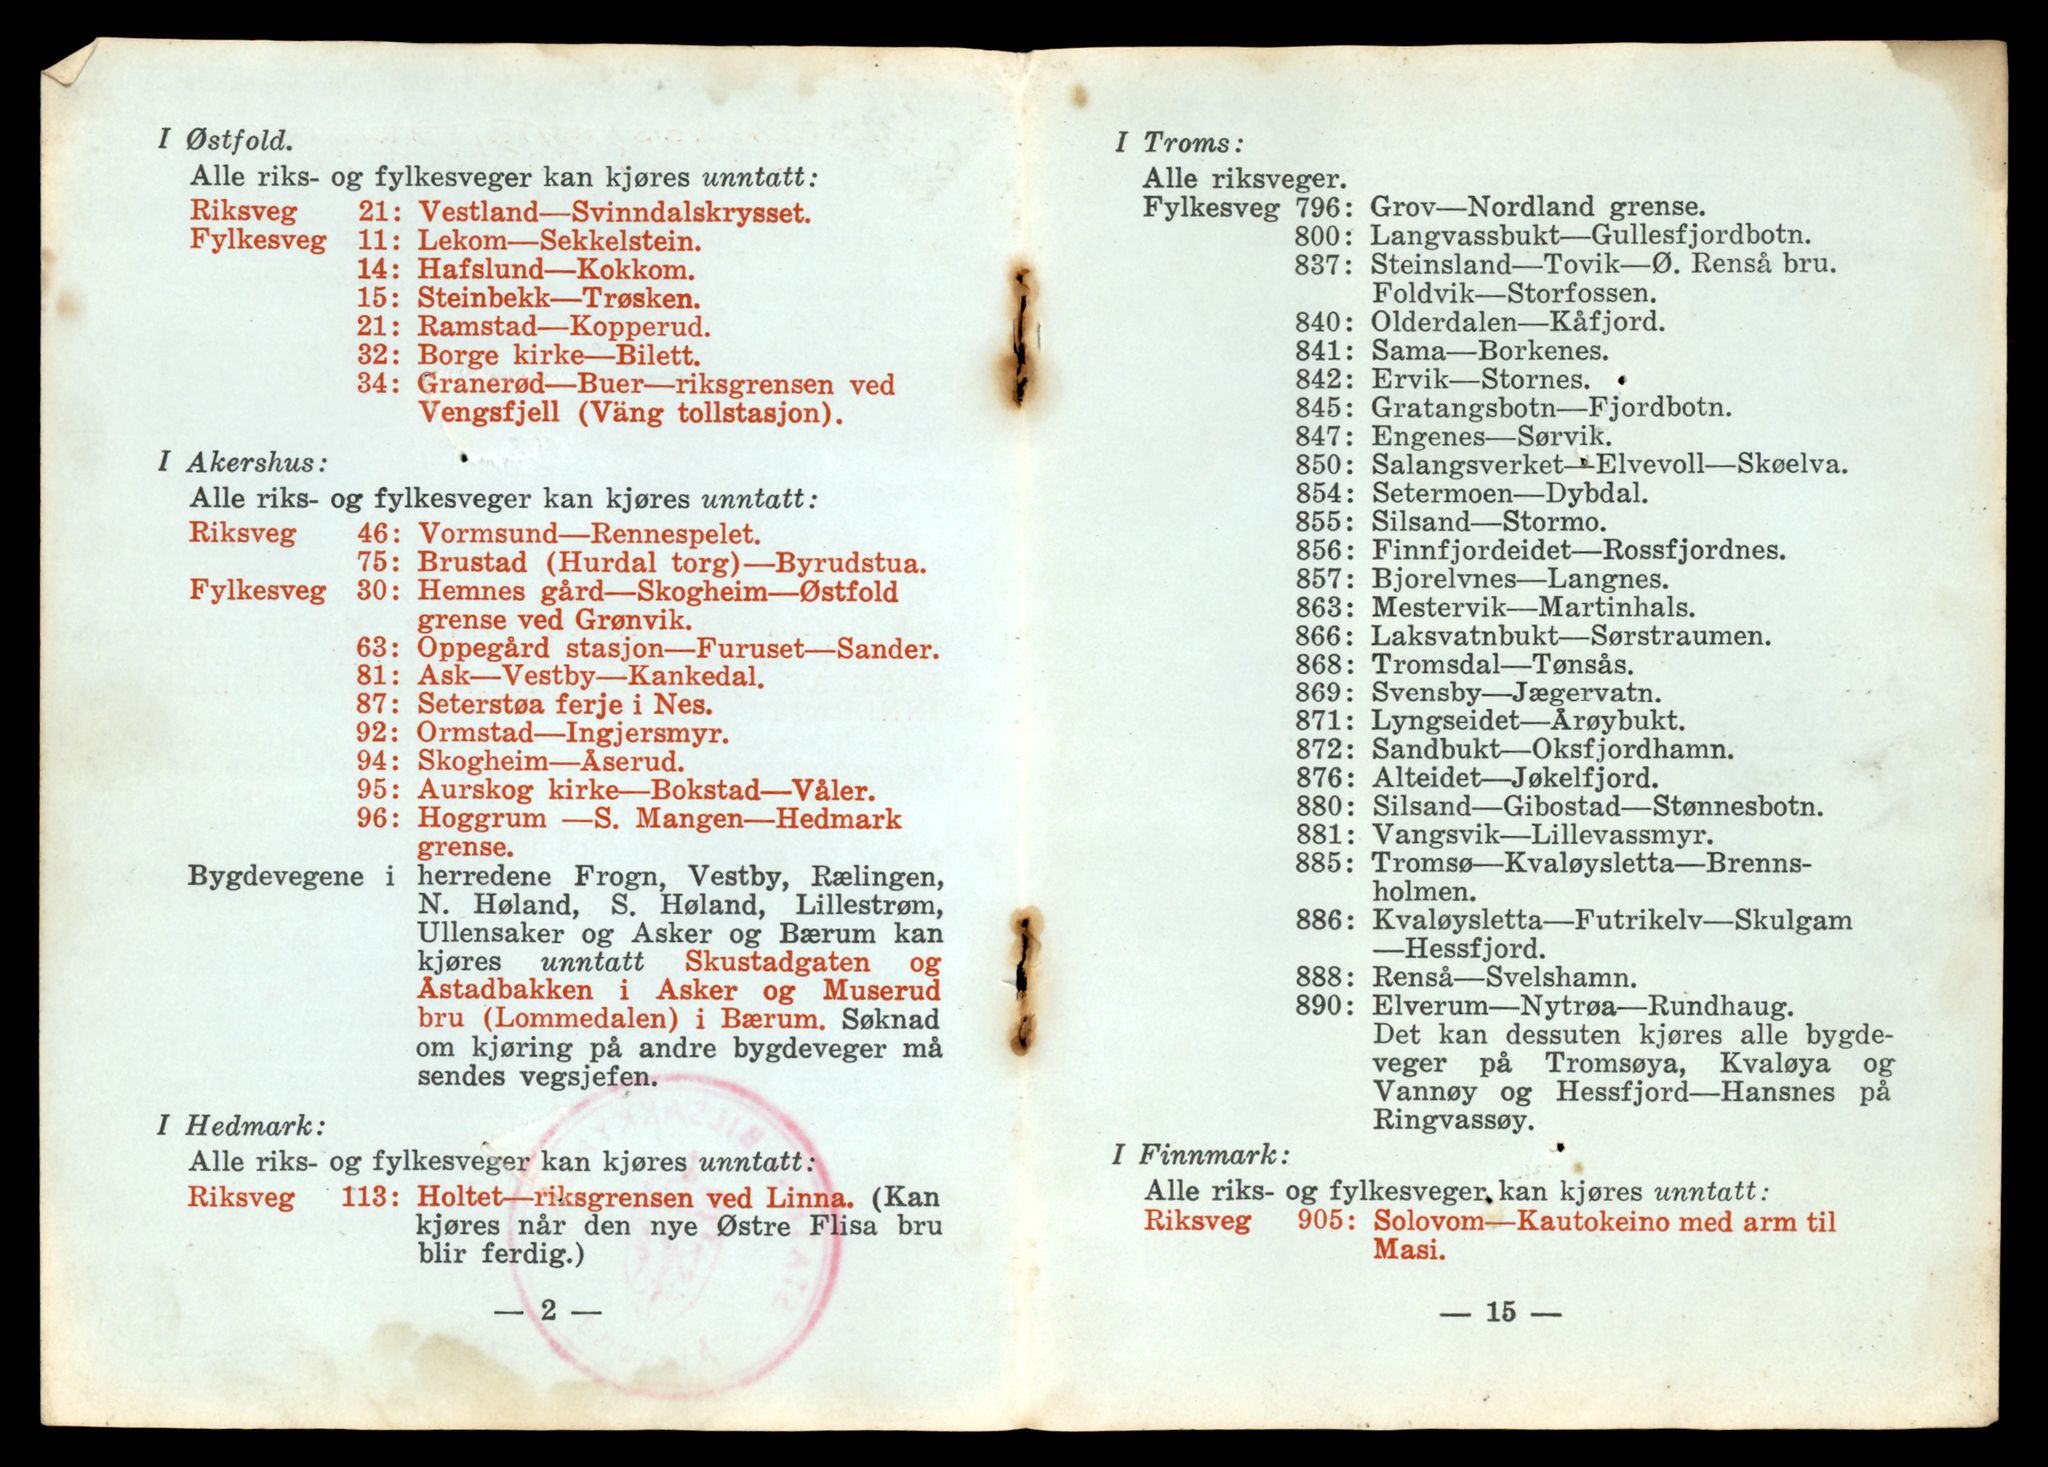 I Østfold.
Alle riks- og fylkesveger kan kjøres unntatt:
Riksveg 21: Vestland—Svinndalskrysset.
Fylkesveg 11: Lekom—Sekkelstein.
14: Hafslund—Kokkom.
15: Steinbekk—Trøsken.
21: Ramstad—Kopperud.
32: Borge kirke—Bilett.
34: Granerød—Buer—riksgrensen ved
Vengsfjell (Väng tollstasjon).
I Akershus:
Alle riks- og fylkesveger kan kjøres unntatt:
Riksveg 46: Vormsund—Rennespelet.
75: Brustad (Hurdal torg)—Byrudstua.
Fylkesveg 30: Hemnes gård—Skogheim—Østfold
grense ved Grønvik.
63: Oppegård stasjon—Furuset—Sander.
81: Ask—Vestby—Kankedal.
87: Seterstøa ferje i Nes.
92: Ormstad—Ingjersmyr.
94: Skogheim—Åserud.
95: Aurskog kirke—Bokstad—Våler.
96: Hoggrum —S. Mangen—Hedmark
grense.
Bygdevegene i herredene Frogn, Vestby, Rælingen,
N. Høland, S. Høland, Lillestrøm,
Ullensaker og Asker og Bærum kan
kjøres unntatt Skustadgaten og
Åstadbakken i Asker og Muserud
bru (Lommedalen) i Bærum. Søknad
om kjøring på andre bygdeveger må
sendes vegsjefen.
I Hedmark:
Alle riks- og fylkesveger kan kjøres unntatt:
Riksveg 113: Holtet—riksgrensen ved Linna. (Kan
kjøres når den nye Østre Flisa bru
blir ferdig.)
— 2 —
I Troms:
Alle riksveger.
Fylkesveg 796: Grov—Nordland grense.
800: Langvassbukt—Gullesfjordbotn.
837: Steinsland—Tovik—Ø. Renså bru.
Foldvik—Storfossen.
840: Olderdalen—Kåfjord.
841: Sama—Borkenes.
842: Ervik—Stornes.
845: Gratangsbotn—Fjordbotn.
847: Engenes—Sørvik.
850: Salangsverket—Elvevoll—Skøelva.
854: Setermoen—Dybdal.
855: Silsand—Stormo.
856: Finnfjordeidet—Rossfjordnes.
857: Bjorelvnes—Langnes.
863: Mestervik—Martinhals.
866: Laksvatnbukt—Sørstraumen.
868: Tromsdal—Tønsås.
869: Svensby—Jægervatn.
871: Lyngseidet—Årøybukt.
872: Sandbukt—Oksfjordhamn.
876: Alteidet—Jøkelfjord.
880: Silsand—Gibostad—Stønnesbotn.
881: Vangsvik—Lillevassmyr.
885: Tromsø—Kvaløysletta—Brenns-
holmen.
886: Kvaløysletta—Futrikelv—Skulgam
—Hessfjord.
888: Renså—Svelshamn.
890: Elverum—Nytrøa—Rundhaug.
Det kan dessuten kjøres alle bygde-
veger på Tromsøya, Kvaløya og
Vannøy og Hessfjord—Hansnes på
Ringvassøy.
I Finnmark:
Alle riks- og fylkesveger kan kjøres unntatt:
Riksveg 905: Solovom—Kautokeino med arm til
Masi.
— 15 —